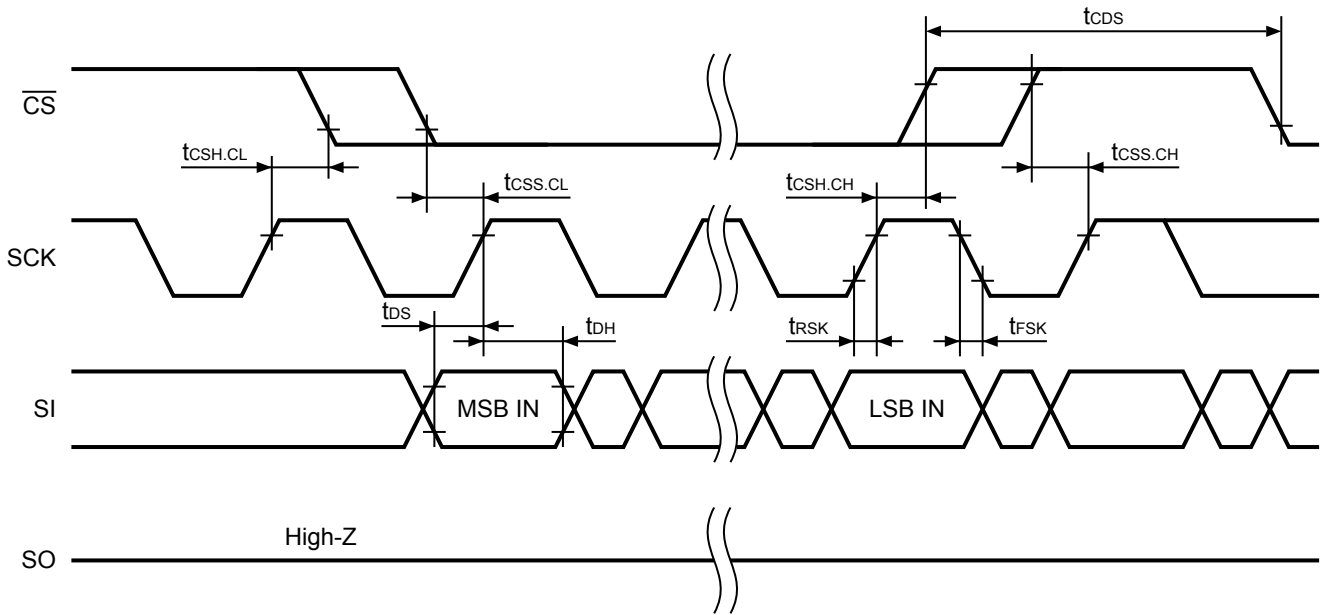 tCDS
CS
tCSH.CL
tCSS.CL
tCSH.CH
tCSS.CH
SCK
tDS
tDH
tRSK
tFSK
SI
MSB IN
LSB IN
High-Z
SO